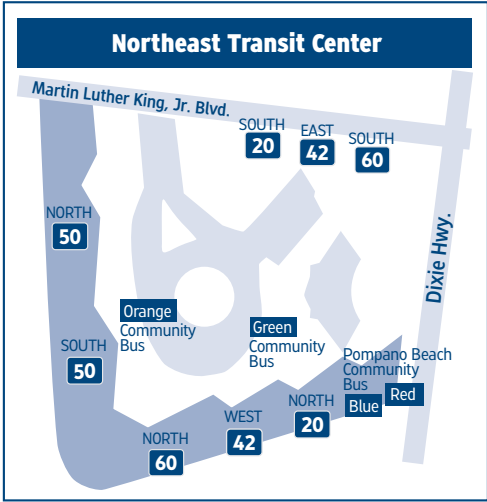 Northeast Transit Center
Martin Luther King, Jr. Blvd.
SOUTH
20
EAST
42
SOUTH
60
Dixie Hwy.
NORTH
50
SOUTH
50
Orange
Community
Bus
Green
Community
Bus
Pompano Beach
Community
Bus
Blue
Red
NORTH
20
WEST
42
NORTH
60